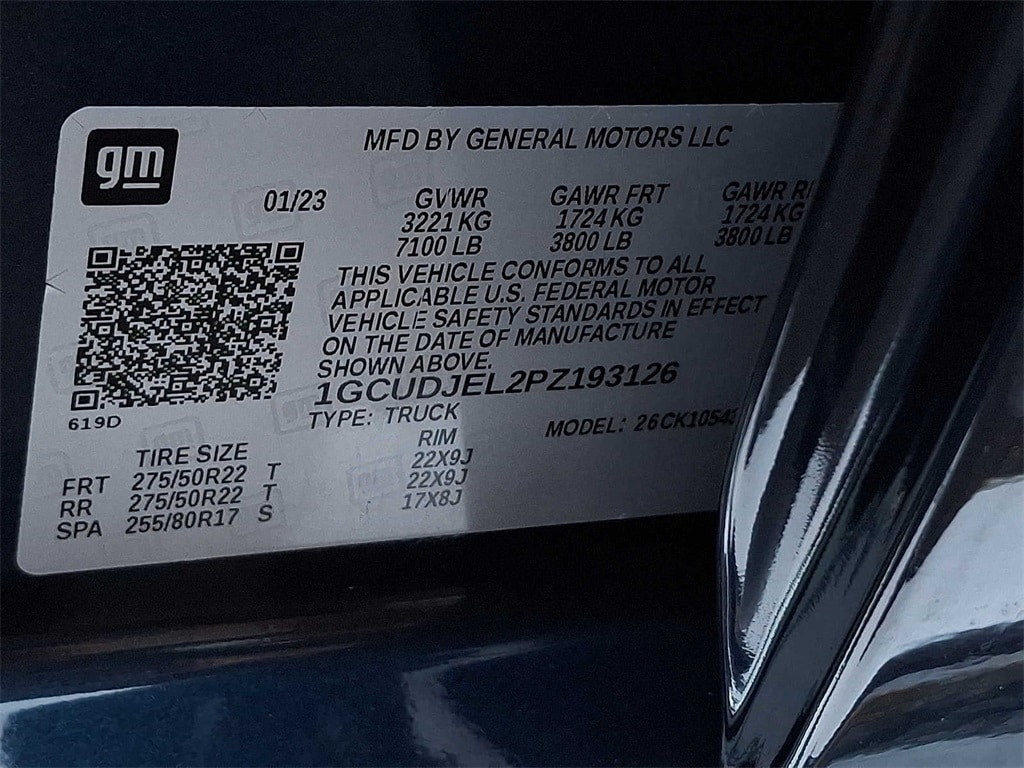 gm
MFD BY GENERAL MOTORS LLC
01/23 GVWR GAWR FRT GAWR
3221 KG 1724 KG 1724 KG
7100 LB 3800 LB 3800 LB
THIS VEHICLE CONFORMS TO ALL
APPLICABLE U.S. FEDERAL MOTOR
VEHICLE SAFETY STANDARDS IN EFFECT
ON THE DATE OF MANUFACTURE
SHOWN ABOVE.
1GCUDJEL2PZ193126
619D
TYPE: TRUCK MODEL:
TIRE SIZE RIM
FRT 275/50R22 T 22X9J
RR 275/50R22 T 22X9J
SPA 255/80R17 S 17X8J